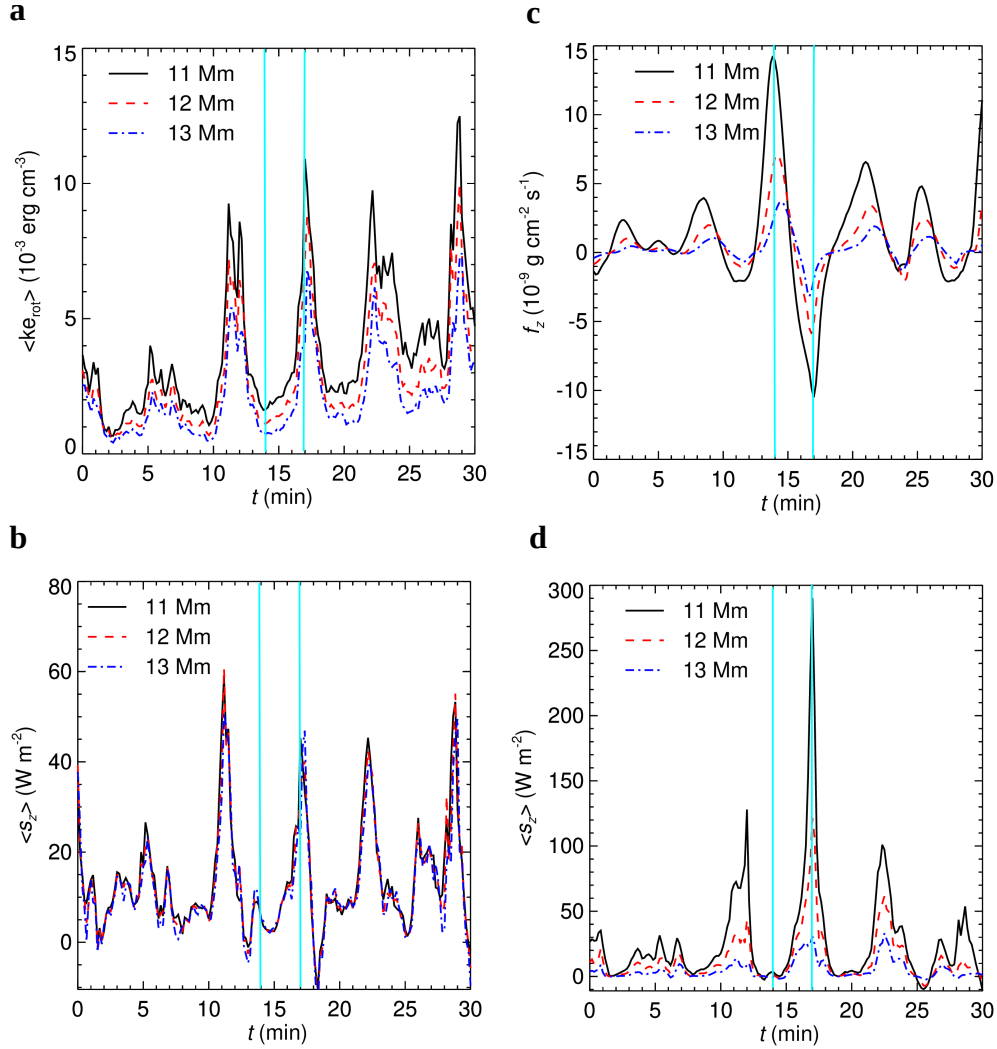 a
15
10
5
0
0 5 10 15 20 25 30
11 Mm
12 Mm
13 Mm
<ke_rot> (10⁻³ erg cm⁻³)
t (min)
c
15
10
5
0
-5
-10
-15
0 5 10 15 20 25 30
11 Mm
12 Mm
13 Mm
f_z (10⁻⁹ g cm⁻² s⁻¹)
t (min)
b
80
60
40
20
0
0 5 10 15 20 25 30
11 Mm
12 Mm
13 Mm
<s_z> (W m⁻²)
t (min)
d
300
250
200
150
100
50
0
0 5 10 15 20 25 30
11 Mm
12 Mm
13 Mm
<s_z> (W m⁻²)
t (min)